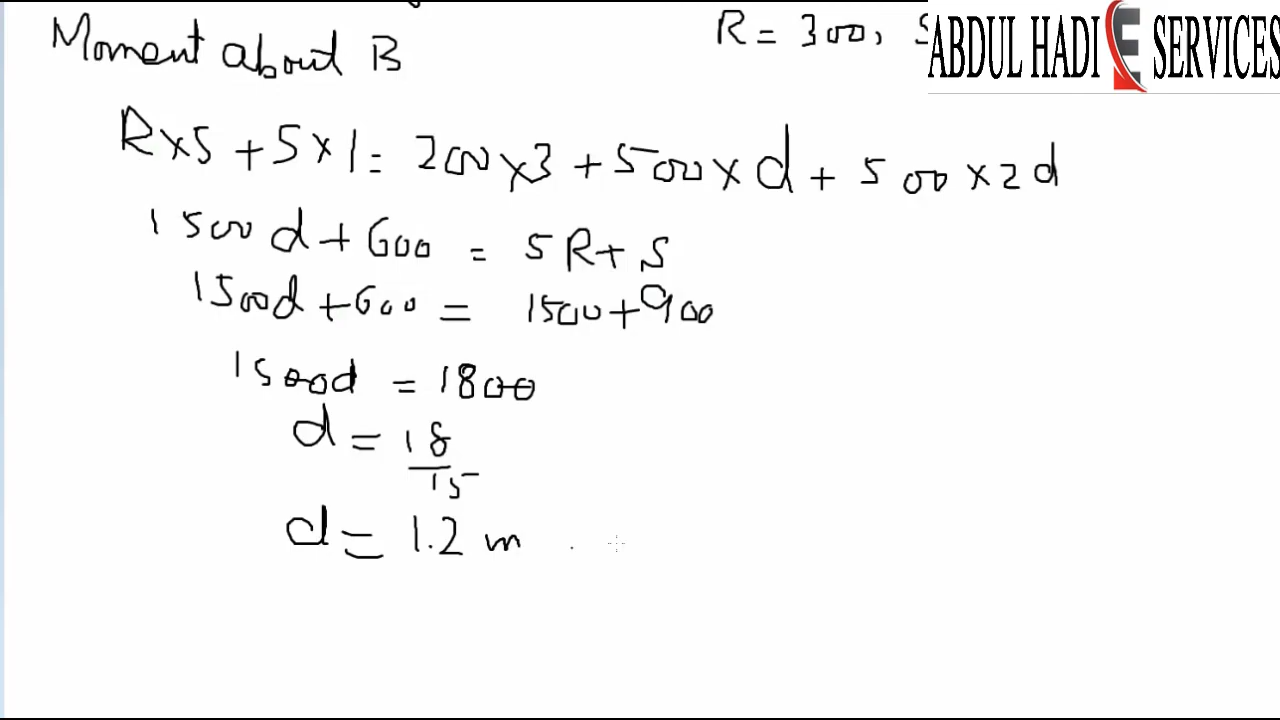 Moment about B
R = 300, S
ABDUL HADI E SERVICES
R×5 + S×1 = 200×3 + 500×d + 500×2d
1500d + 600 = 5R + S
1500d + 600 = 1500 + 900
1500d = 1800
d = 18/15
d = 1.2 m